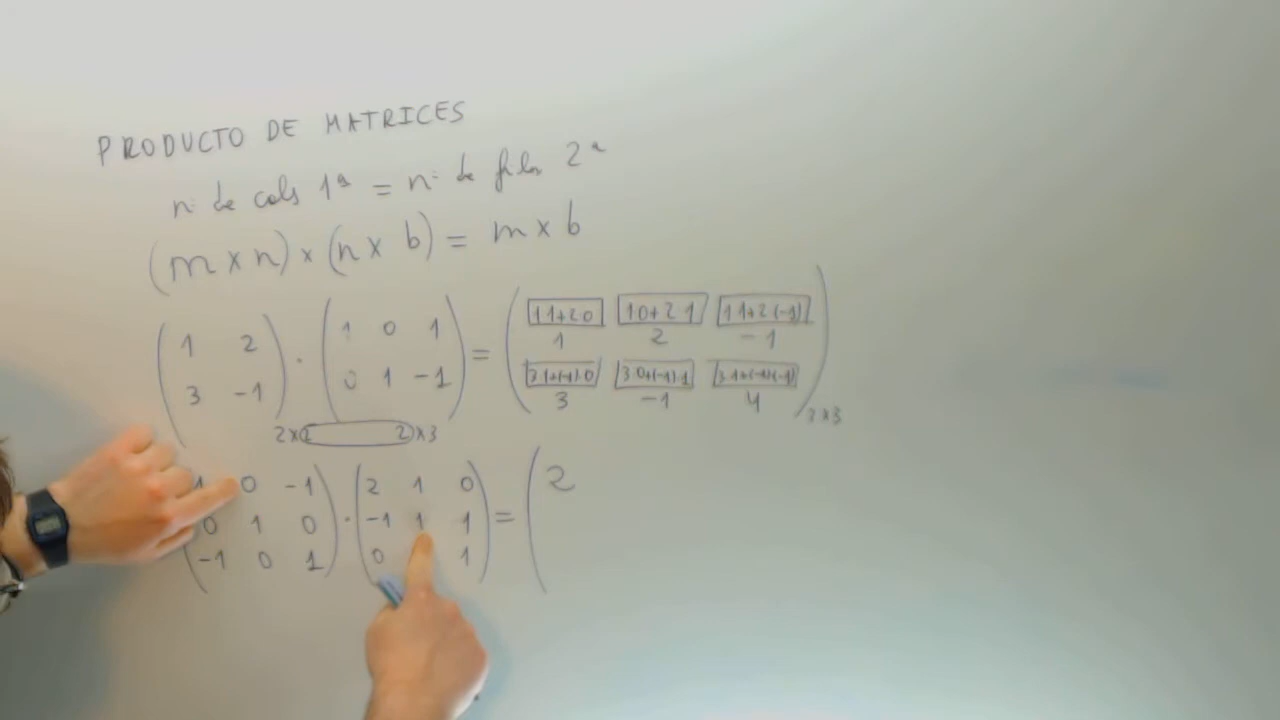 PRODUCTO DE MATRICES
nº de cols 1ª = nº de filas 2ª
(m x n) x (n x b) = m x b
( 1 2 ) · ( 1 0 1 ) = ( 1·1+2·0 1·0+2·1 1·1+2·(-1) )
1 2 -1
3 -1 0 1 -1 3·1+(-1)·0 3·0+(-1)·1 3·1+(-1)·(-1)
3 -1 4
2x2 2x3 2x3
( 1 0 -1 ) · ( 2 1 0 ) = ( 2
0 1 0 -1 1 1
-1 0 1 0 1